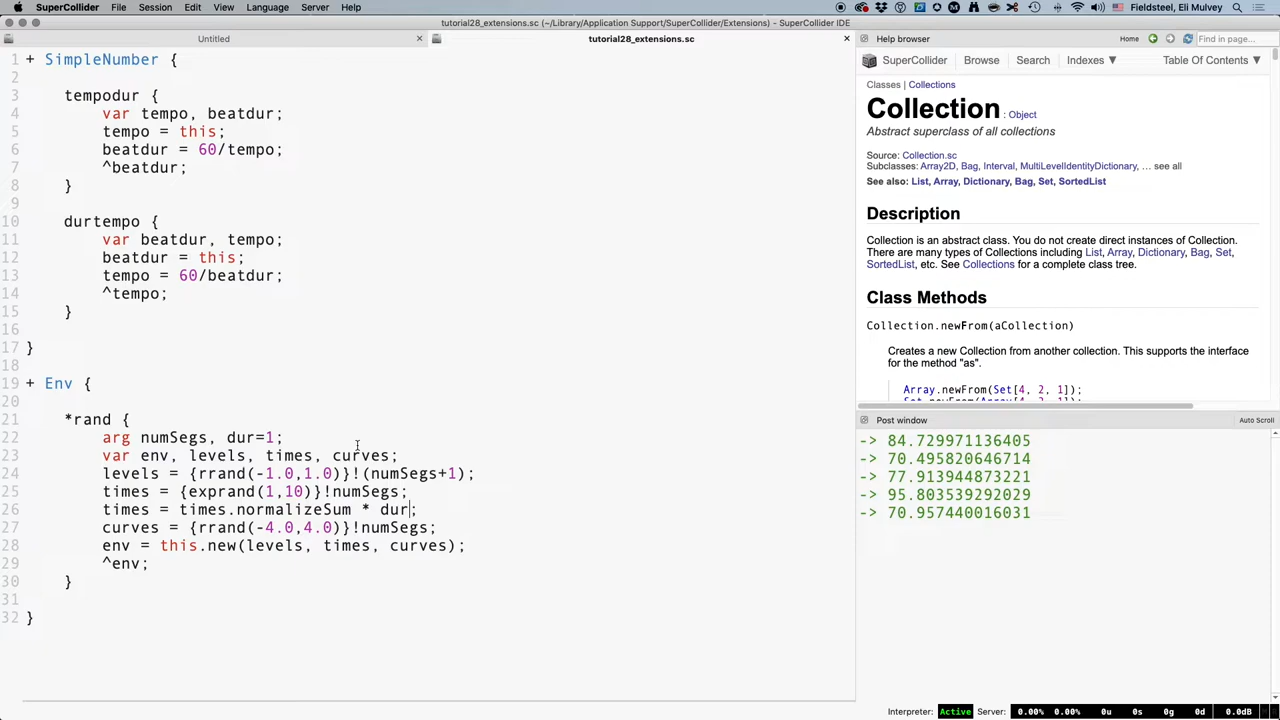 SuperCollider File Session Edit View Language Server Help Fieldsteel, Eli Mulvey
tutorial28_extensions.sc (~/Library/Application Support/SuperCollider/Extensions) - SuperCollider IDE
Untitled
tutorial28_extensions.sc
Help browser
Home
Find in page...
1 + SimpleNumber {
2
3 tempodur {
4 var tempo, beatdur;
5 tempo = this;
6 beatdur = 60/tempo;
7 ^beatdur;
8 }
9
10 durtempo {
11 var beatdur, tempo;
12 beatdur = this;
13 tempo = 60/beatdur;
14 ^tempo;
15 }
16
17 }
18
19 + Env {
20
21 *rand {
22 arg numSegs, dur=1;
23 var env, levels, times, curves;
24 levels = {rrand(-1.0,1.0)}!(numSegs+1);
25 times = {exprand(1,10)}!numSegs;
26 times = times.normalizeSum * dur;
27 curves = {rrand(-4.0,4.0)}!numSegs;
28 env = this.new(levels, times, curves);
29 ^env;
30 }
31
32 }
SuperCollider Browse Search Indexes ▼ Table Of Contents ▼
Classes | Collections
Collection : Object
Abstract superclass of all collections
Source: Collection.sc
Subclasses: Array2D, Bag, Interval, MultiLevelIdentityDictionary, ... see all
See also: List, Array, Dictionary, Bag, Set, SortedList
Description
Collection is an abstract class. You do not create direct instances of Collection.
There are many types of Collections including List, Array, Dictionary, Bag, Set,
SortedList, etc. See Collections for a complete class tree.
Class Methods
Collection.newFrom(aCollection)
Creates a new Collection from another collection. This supports the interface
for the method "as".
Array.newFrom(Set[4, 2, 1]);
Post window
Auto Scroll
-> 84.729971136405
-> 70.495820646714
-> 77.913944873221
-> 95.803539292029
-> 70.957440016031
Interpreter: Active Server: 0.00% 0.00% 0u 0s 0g 0d 0.0dB